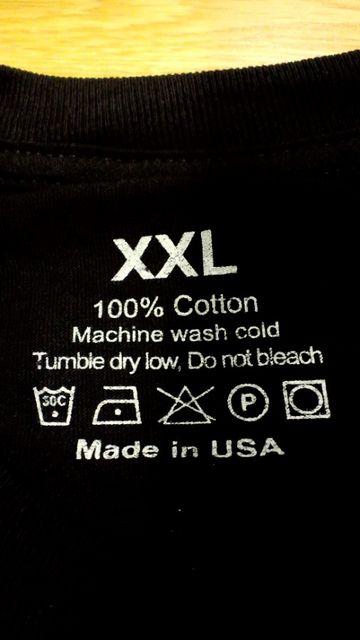 XXL
100% Cotton
Machine wash cold
Tumble dry low, Do not bleach
P
Made in USA